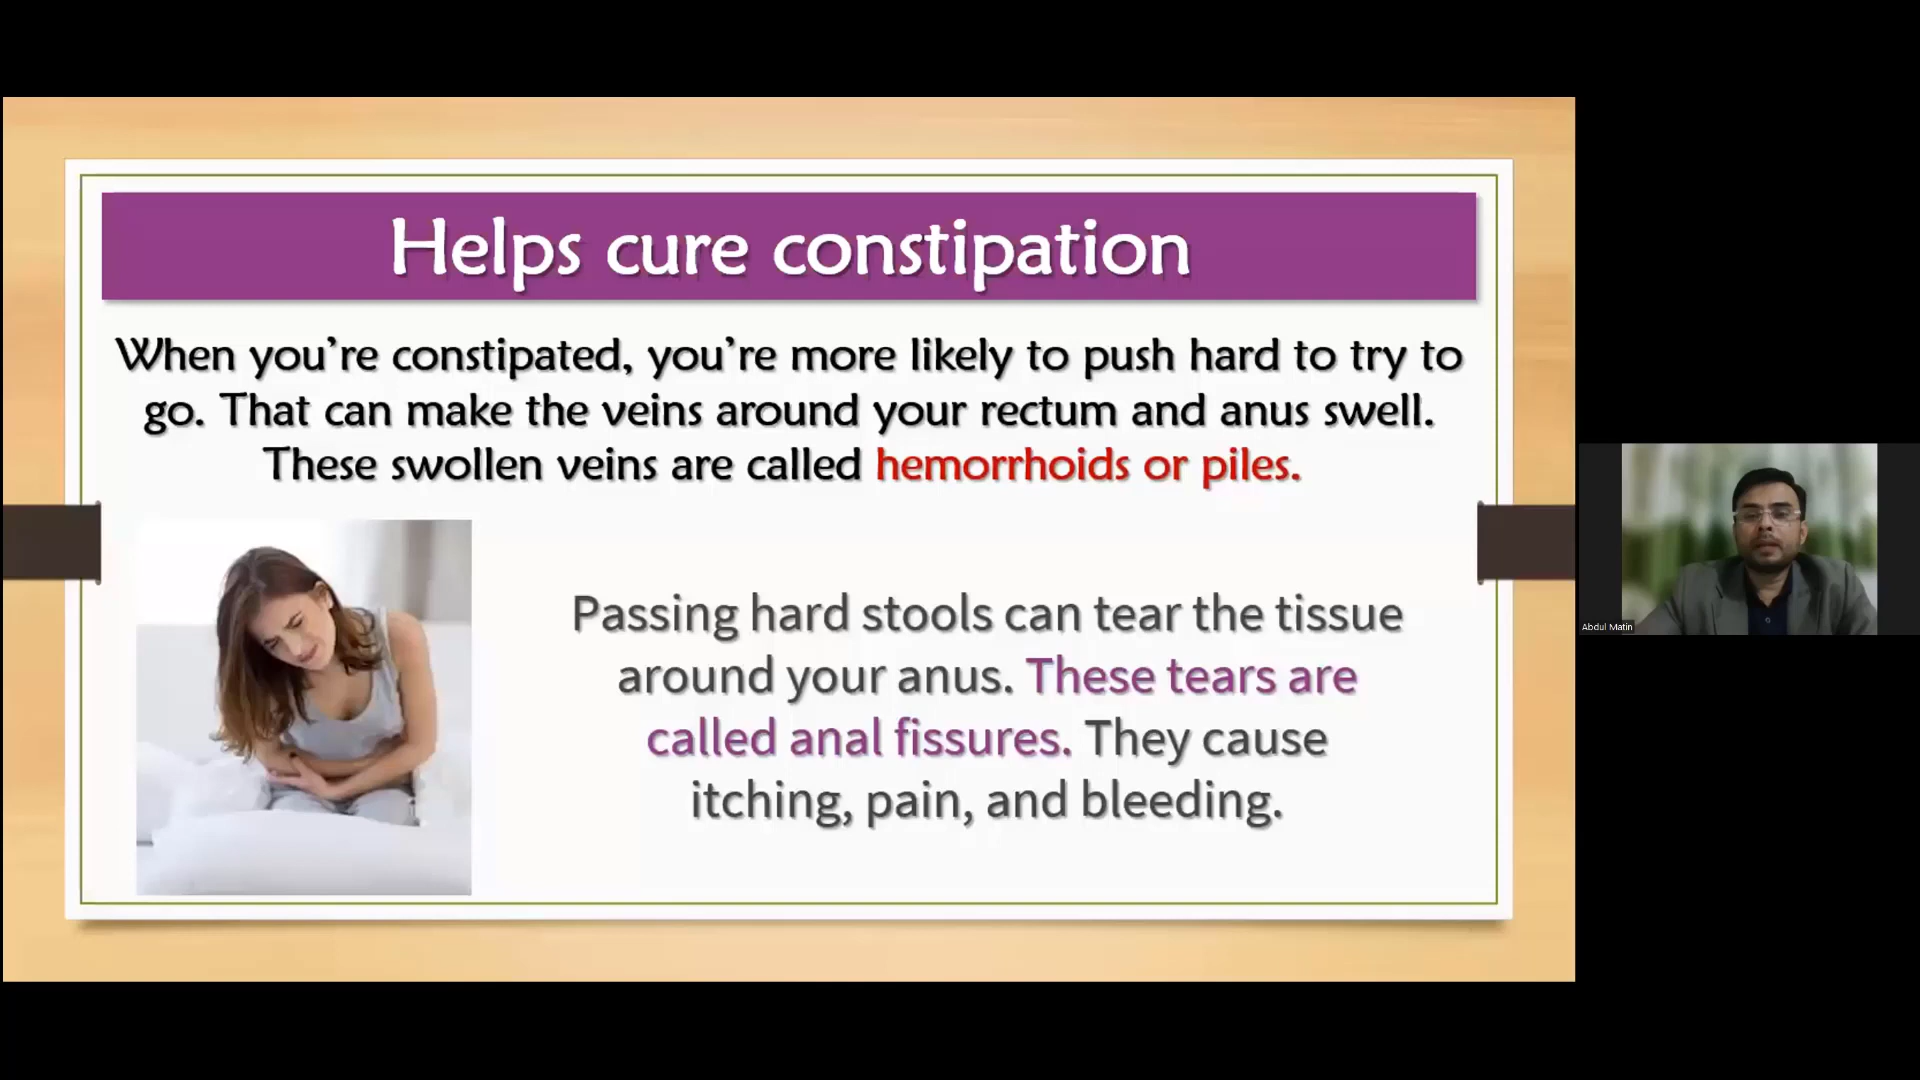 Helps cure constipation
When you're constipated, you're more likely to push hard to try to
go. That can make the veins around your rectum and anus swell.
These swollen veins are called hemorrhoids or piles.
Passing hard stools can tear the tissue
around your anus. These tears are
called anal fissures. They cause
itching, pain, and bleeding.
Abdul Matin